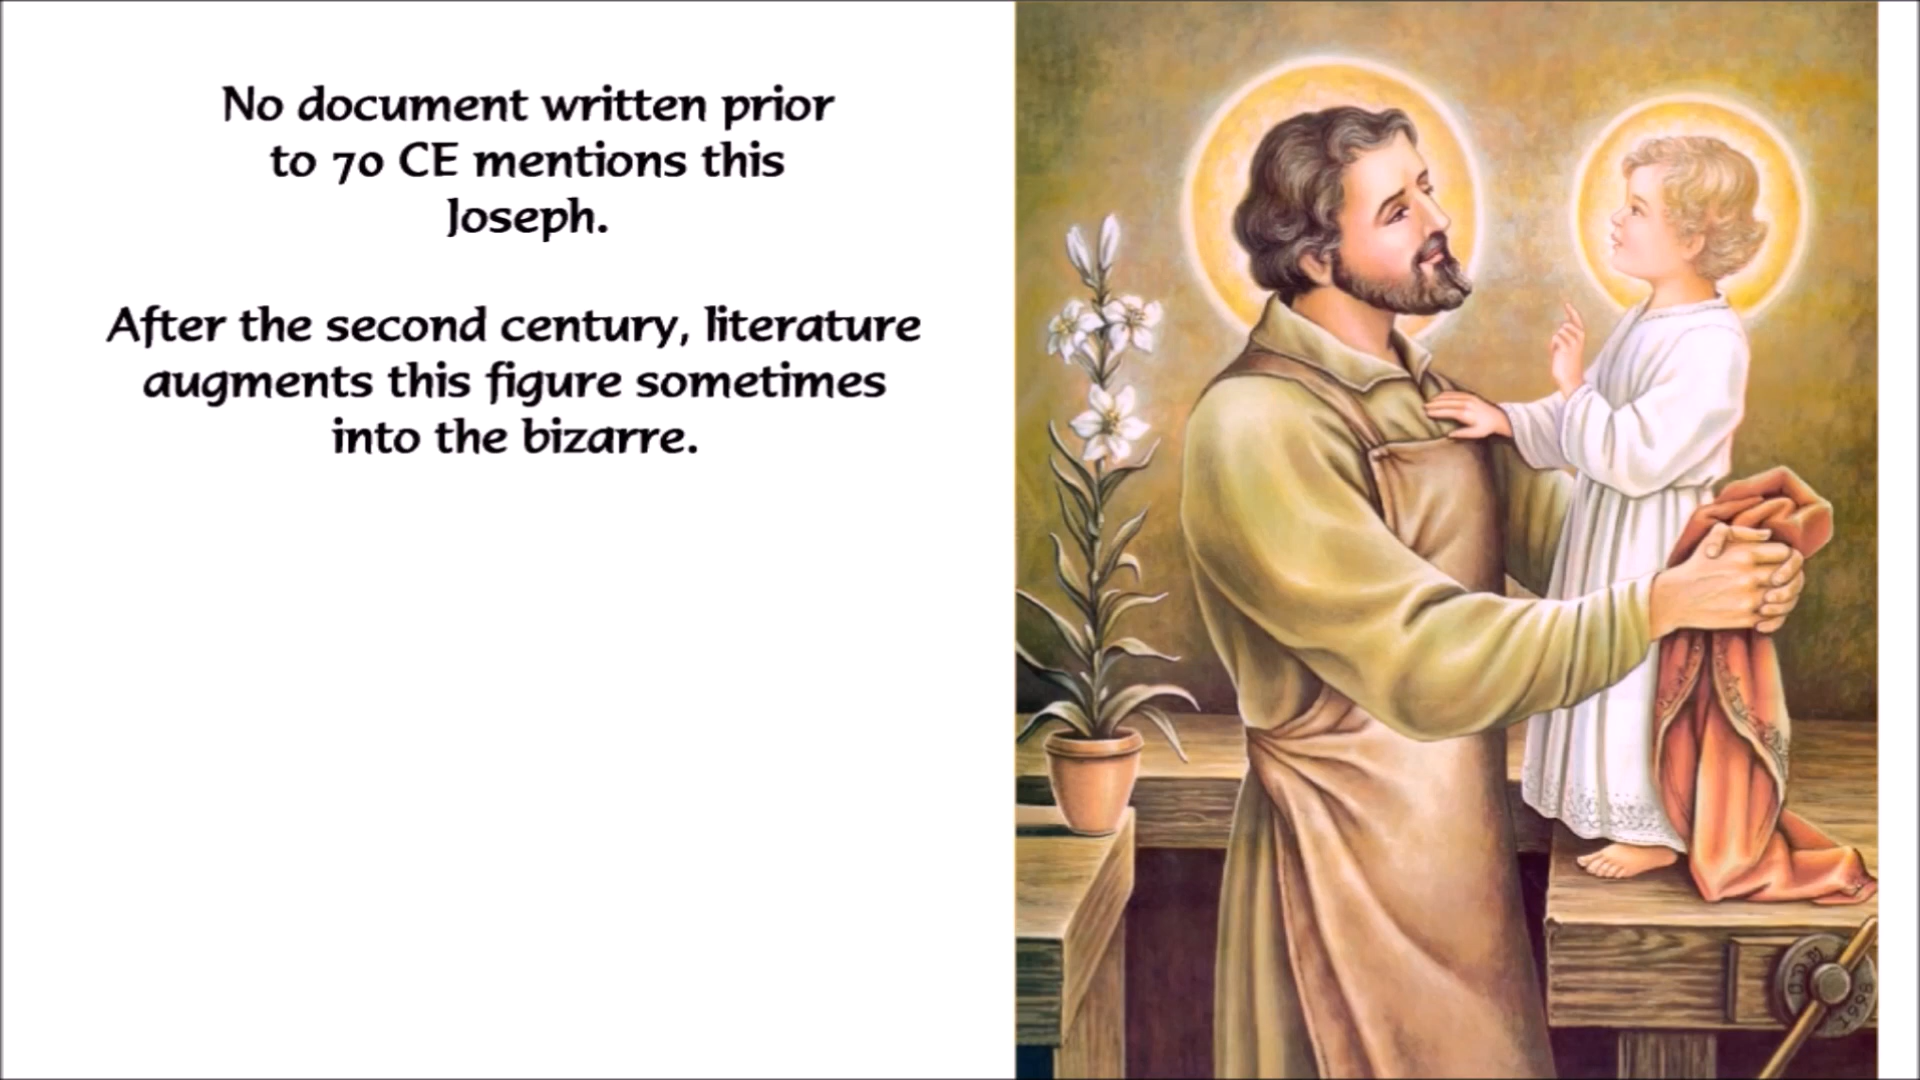 No document written prior
to 70 CE mentions this
Joseph.
After the second century, literature
augments this figure sometimes
into the bizarre.
1998